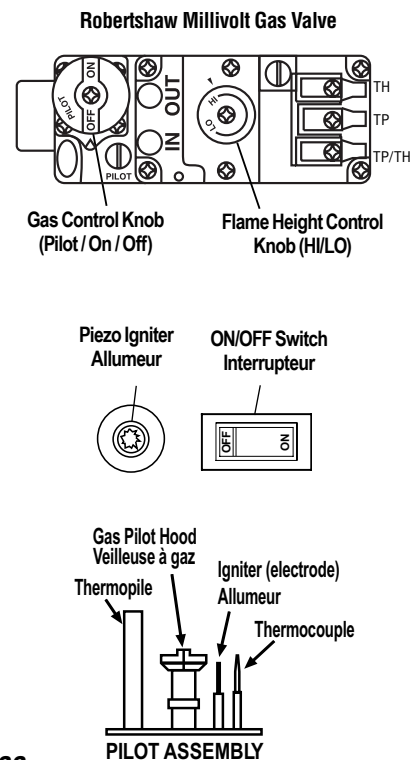 Robertshaw Millivolt Gas Valve
PILOT ON OFF
OUT
IN
HI
LO
TH
TP
TP/TH
PILOT
Gas Control Knob
(Pilot / On / Off)
Flame Height Control
Knob (HI/LO)
Piezo Igniter
Allumeur
ON/OFF Switch
Interrupteur
OFF ON
Gas Pilot Hood
Veilleuse à gaz
Thermopile
Igniter (electrode)
Allumeur
Thermocouple
PILOT ASSEMBLY